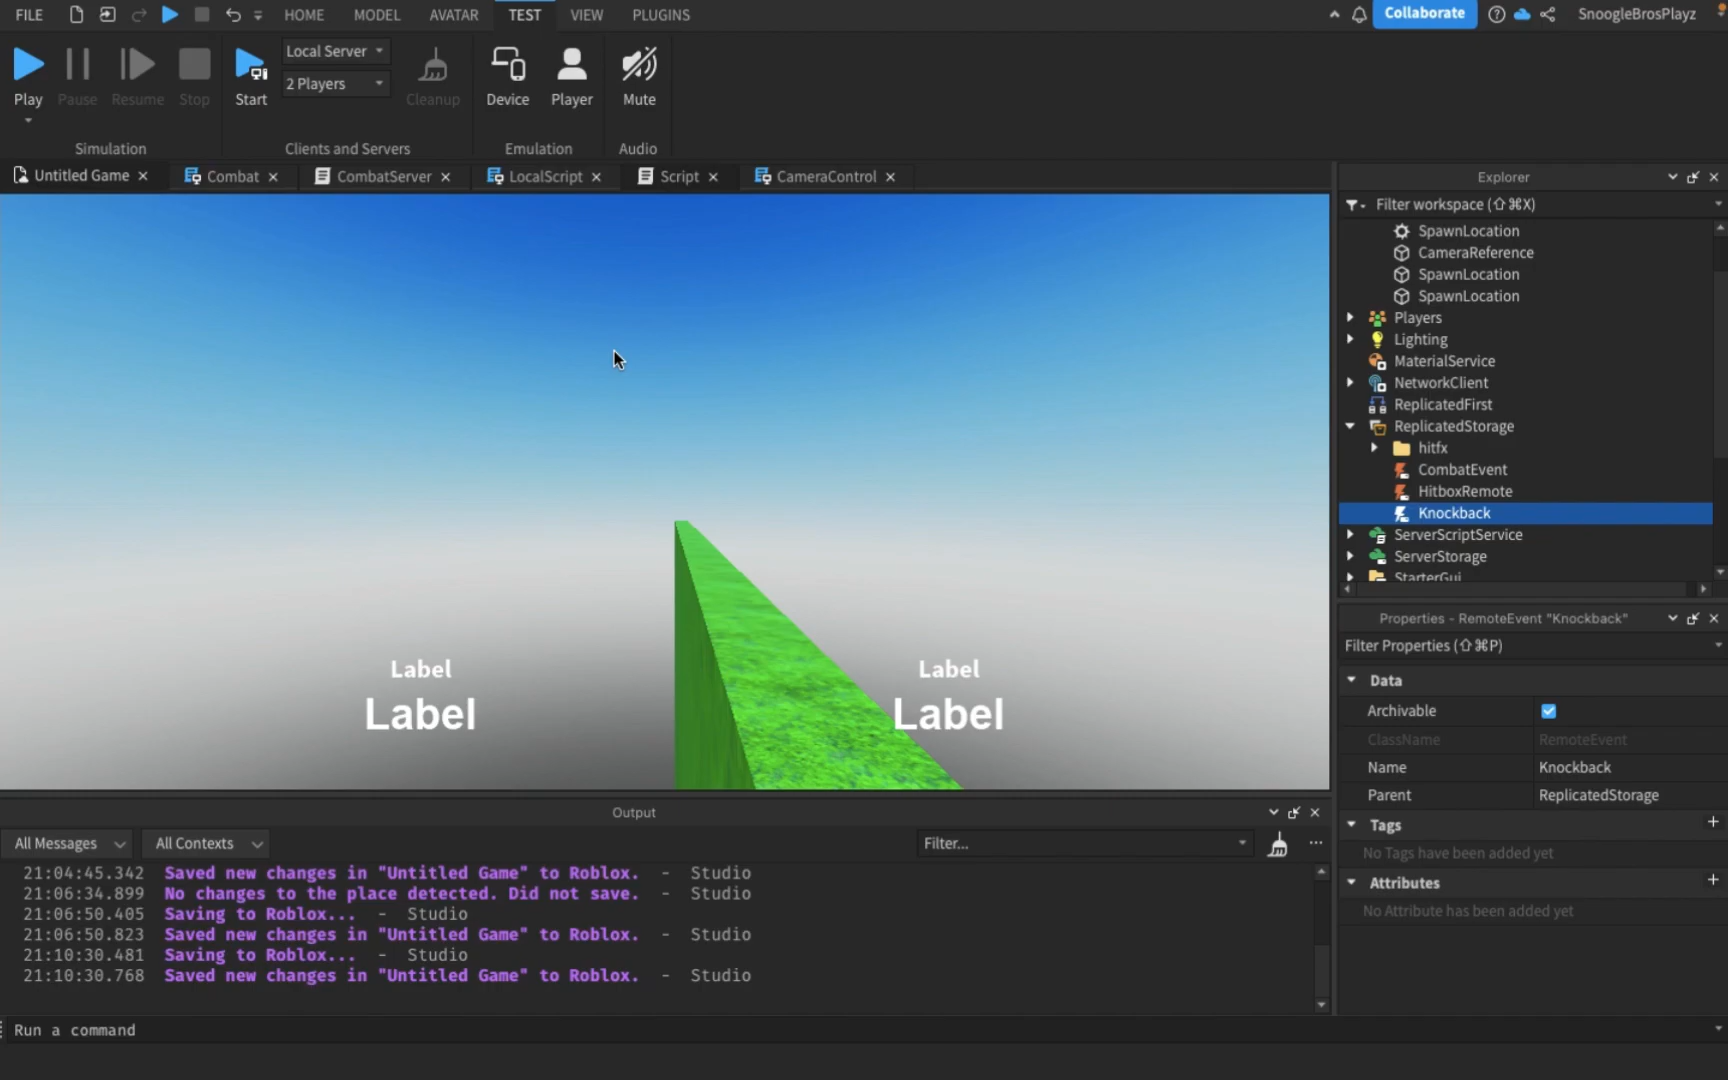 FILE HOME MODEL AVATAR TEST VIEW PLUGINS Collaborate SnoogleBrosPlayz
Play Pause Resume Stop Start Local Server 2 Players Cleanup Device Player Mute
Simulation Clients and Servers Emulation Audio
Untitled Game Combat CombatServer LocalScript Script CameraControl
Label
Label
Label
Label
Explorer
Filter workspace (⇧⌘X)
SpawnLocation
CameraReference
SpawnLocation
SpawnLocation
Players
Lighting
MaterialService
NetworkClient
ReplicatedFirst
ReplicatedStorage
hitfx
CombatEvent
HitboxRemote
Knockback
ServerScriptService
ServerStorage
StarterGui
Properties - RemoteEvent "Knockback"
Filter Properties (⇧⌘P)
Data
Archivable
ClassName RemoteEvent
Name Knockback
Parent ReplicatedStorage
Tags
No Tags have been added yet
Attributes
No Attribute has been added yet
Output
All Messages All Contexts Filter...
21:04:45.342 Saved new changes in "Untitled Game" to Roblox. - Studio
21:06:34.899 No changes to the place detected. Did not save. - Studio
21:06:50.405 Saving to Roblox... - Studio
21:06:50.823 Saved new changes in "Untitled Game" to Roblox. - Studio
21:10:30.481 Saving to Roblox... - Studio
21:10:30.768 Saved new changes in "Untitled Game" to Roblox. - Studio
Run a command